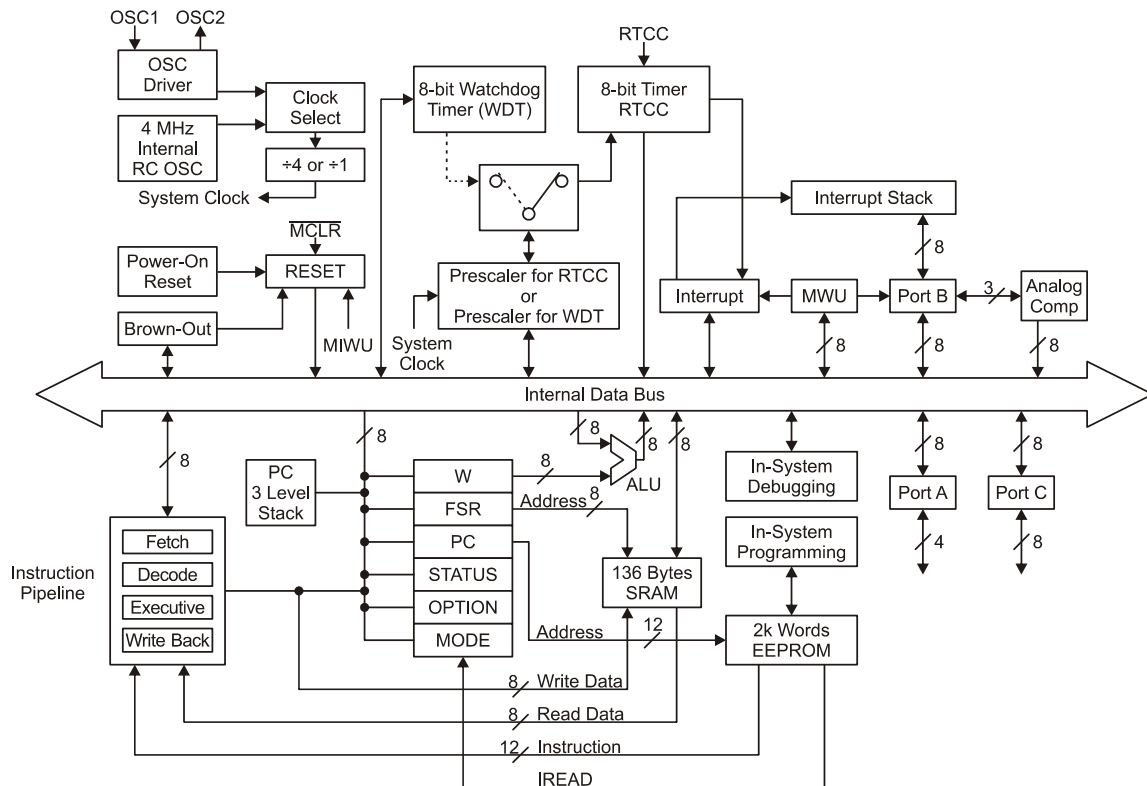 OSC1
OSC2
OSC
Driver
4 MHz
Internal
RC OSC
Clock
Select
÷4 or ÷1
System Clock
MCLR
Power-On
Reset
RESET
Brown-Out
MIWU
8-bit Watchdog
Timer (WDT)
RTCC
8-bit Timer
RTCC
Prescaler for RTCC
or
Prescaler for WDT
System
Clock
Interrupt Stack
8
Interrupt
MWU
Port B
3
Analog
Comp
8
8
8
Internal Data Bus
8
8
8
8
8
8
8
PC
3 Level
Stack
W
8
ALU
FSR
Address
8
PC
STATUS
OPTION
MODE
Instruction
Pipeline
Fetch
Decode
Executive
Write Back
136 Bytes
SRAM
In-System
Debugging
Port A
Port C
4
8
In-System
Programming
Address
12
2k Words
EEPROM
8
Write Data
8
Read Data
12
Instruction
IREAD